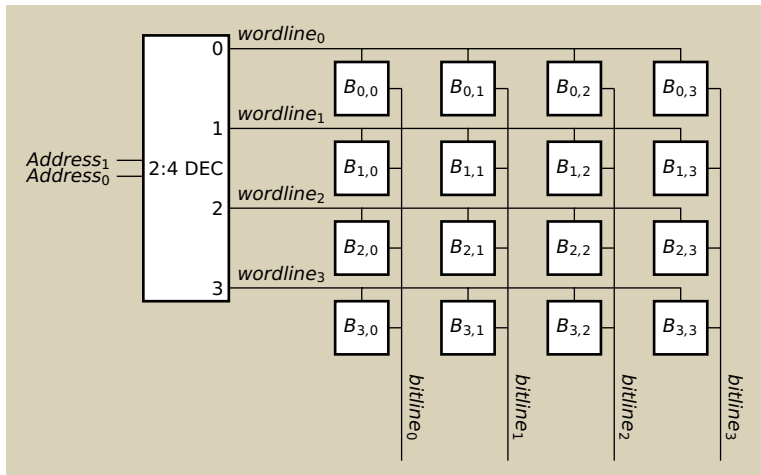 wordline₀
0
B₀,₀ B₀,₁ B₀,₂ B₀,₃
wordline₁
1
Address₁
Address₀
2:4 DEC
B₁,₀ B₁,₁ B₁,₂ B₁,₃
wordline₂
2
B₂,₀ B₂,₁ B₂,₂ B₂,₃
wordline₃
3
B₃,₀ B₃,₁ B₃,₂ B₃,₃
bitline₀
bitline₁
bitline₂
bitline₃